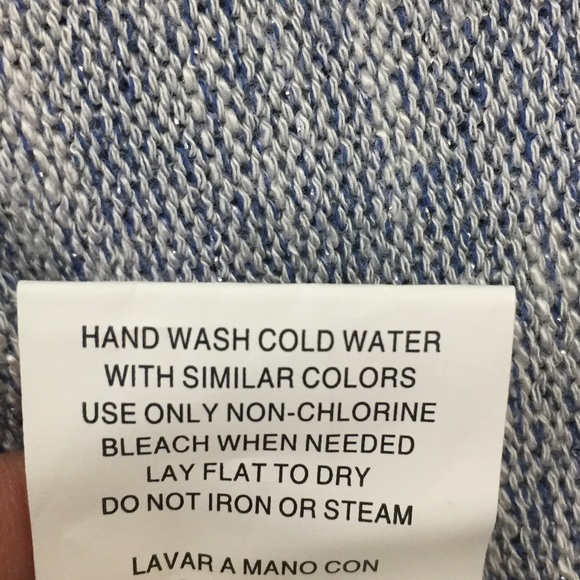 HAND WASH COLD WATER
WITH SIMILAR COLORS
USE ONLY NON-CHLORINE
BLEACH WHEN NEEDED
LAY FLAT TO DRY
DO NOT IRON OR STEAM
LAVAR A MANO CON